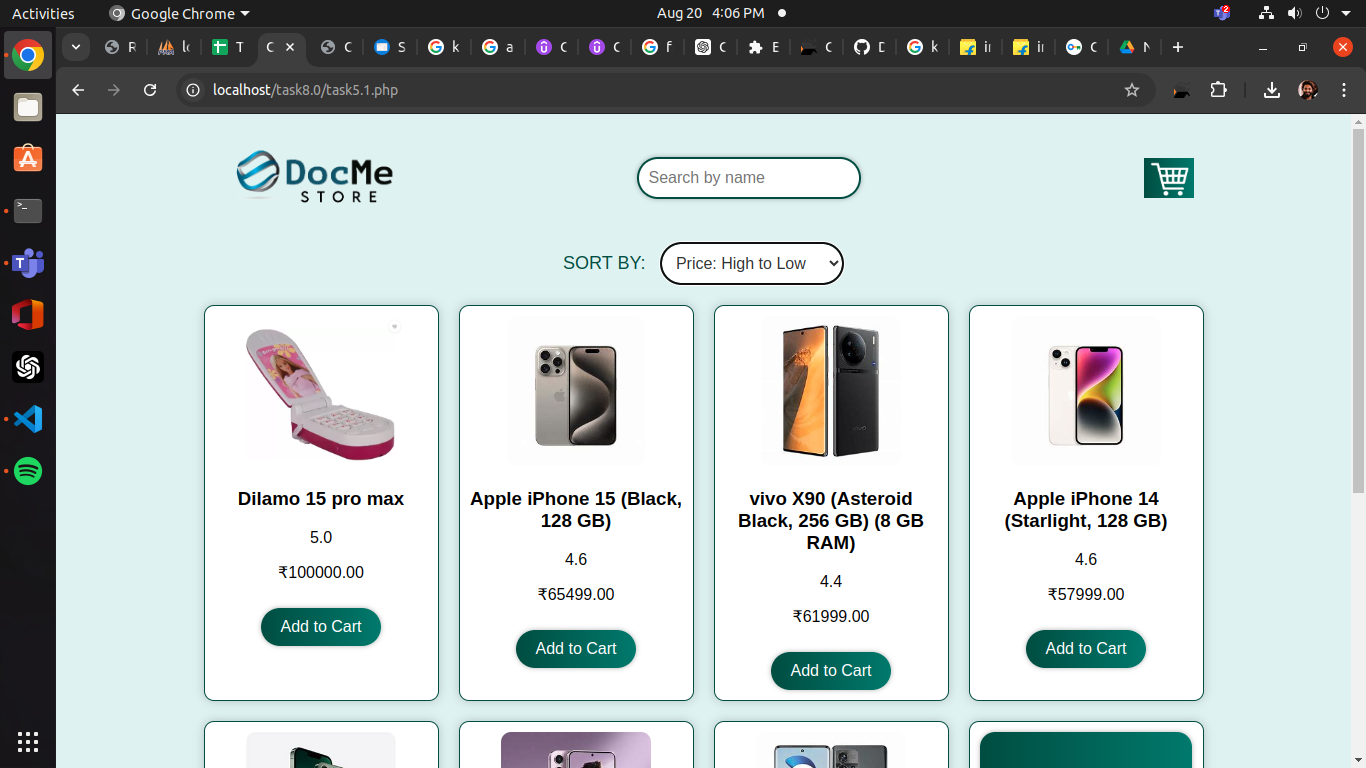 Activities
Google Chrome
Aug 20 4:06 PM
2
R
lo
T
C
C
S
k
a
C
C
f
C
E
C
D
k
in
in
C
N
localhost/task8.0/task5.1.php
DocMe
STORE
Search by name
SORT BY:
Price: High to Low
Dilamo 15 pro max
5.0
₹100000.00
Add to Cart
Apple iPhone 15 (Black,
128 GB)
4.6
₹65499.00
Add to Cart
vivo X90 (Asteroid
Black, 256 GB) (8 GB
RAM)
4.4
₹61999.00
Add to Cart
Apple iPhone 14
(Starlight, 128 GB)
4.6
₹57999.00
Add to Cart